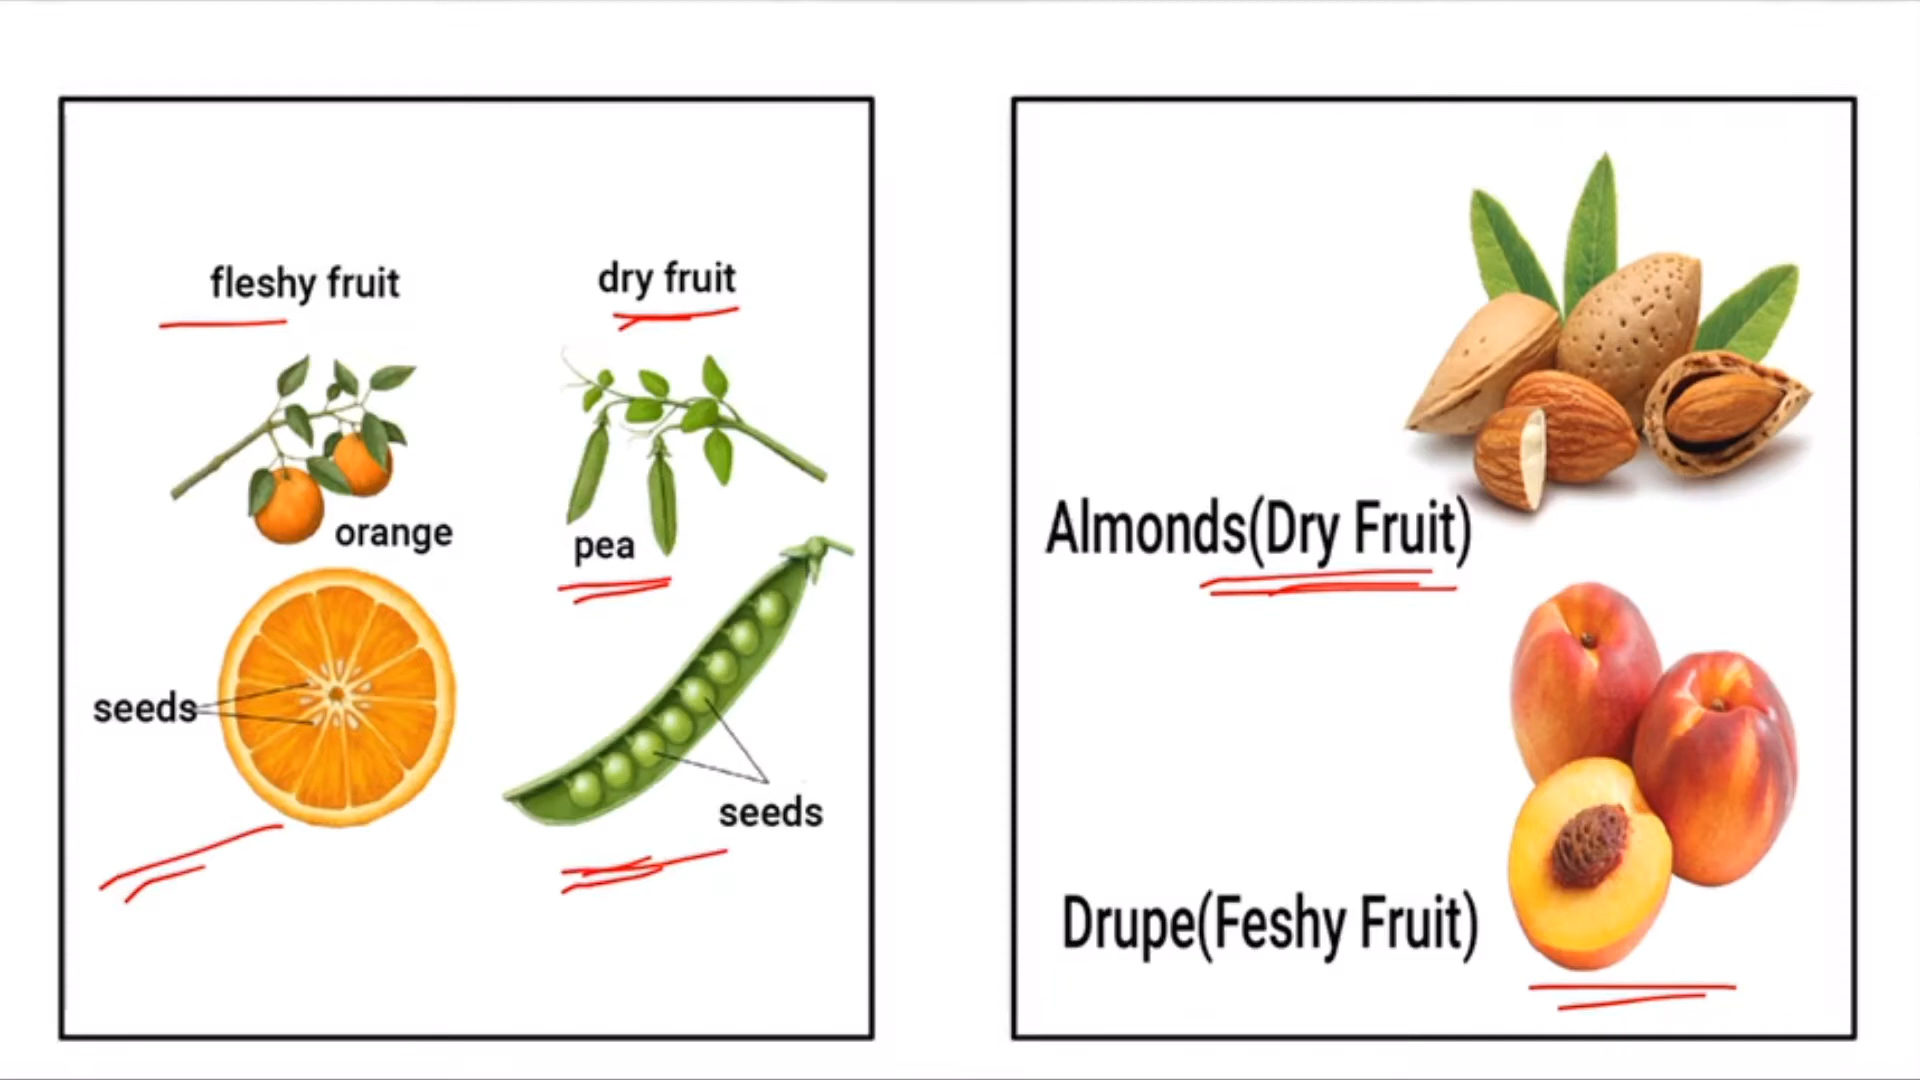 fleshy fruit
dry fruit
orange
pea
seeds
seeds
Almonds(Dry Fruit)
Drupe(Feshy Fruit)